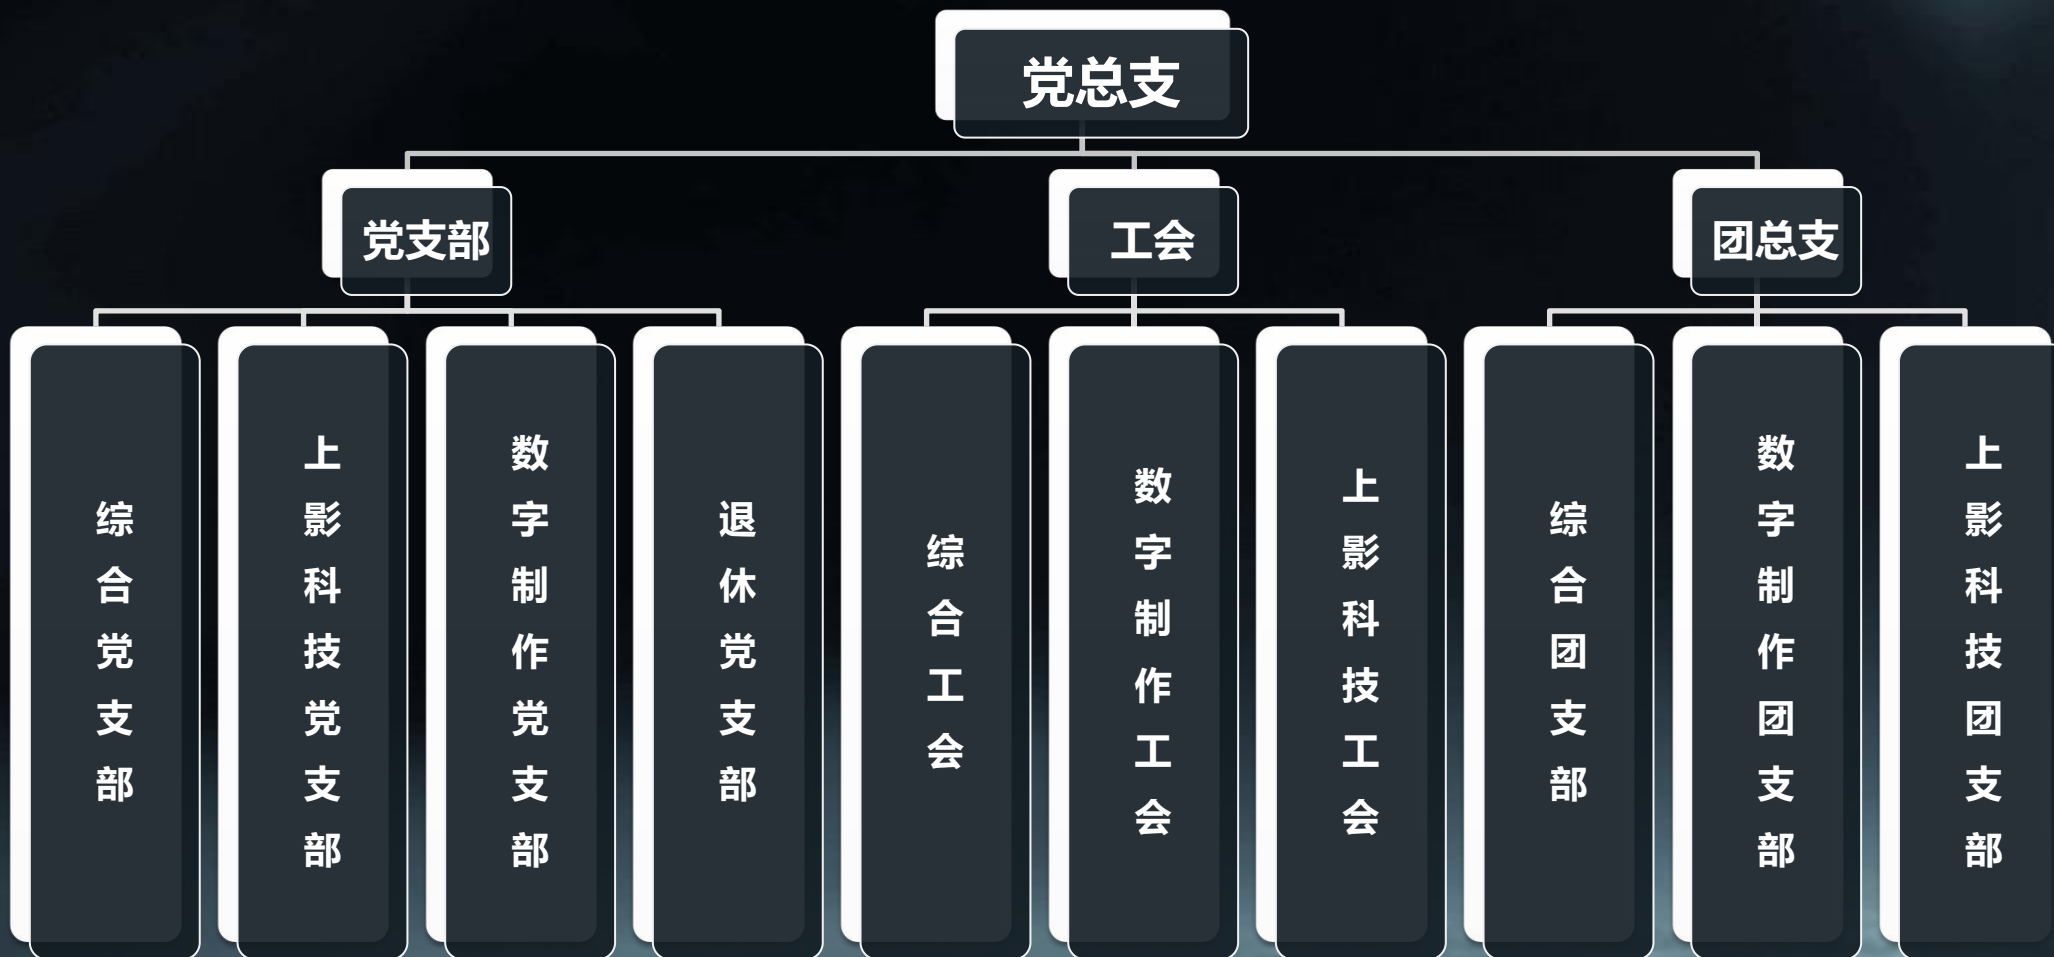 党总支
党支部
工会
团总支
综合党支部
上影科技党支部
数字制作党支部
退休党支部
综合工会
数字制作工会
上影科技工会
综合团支部
数字制作团支部
上影科技团支部